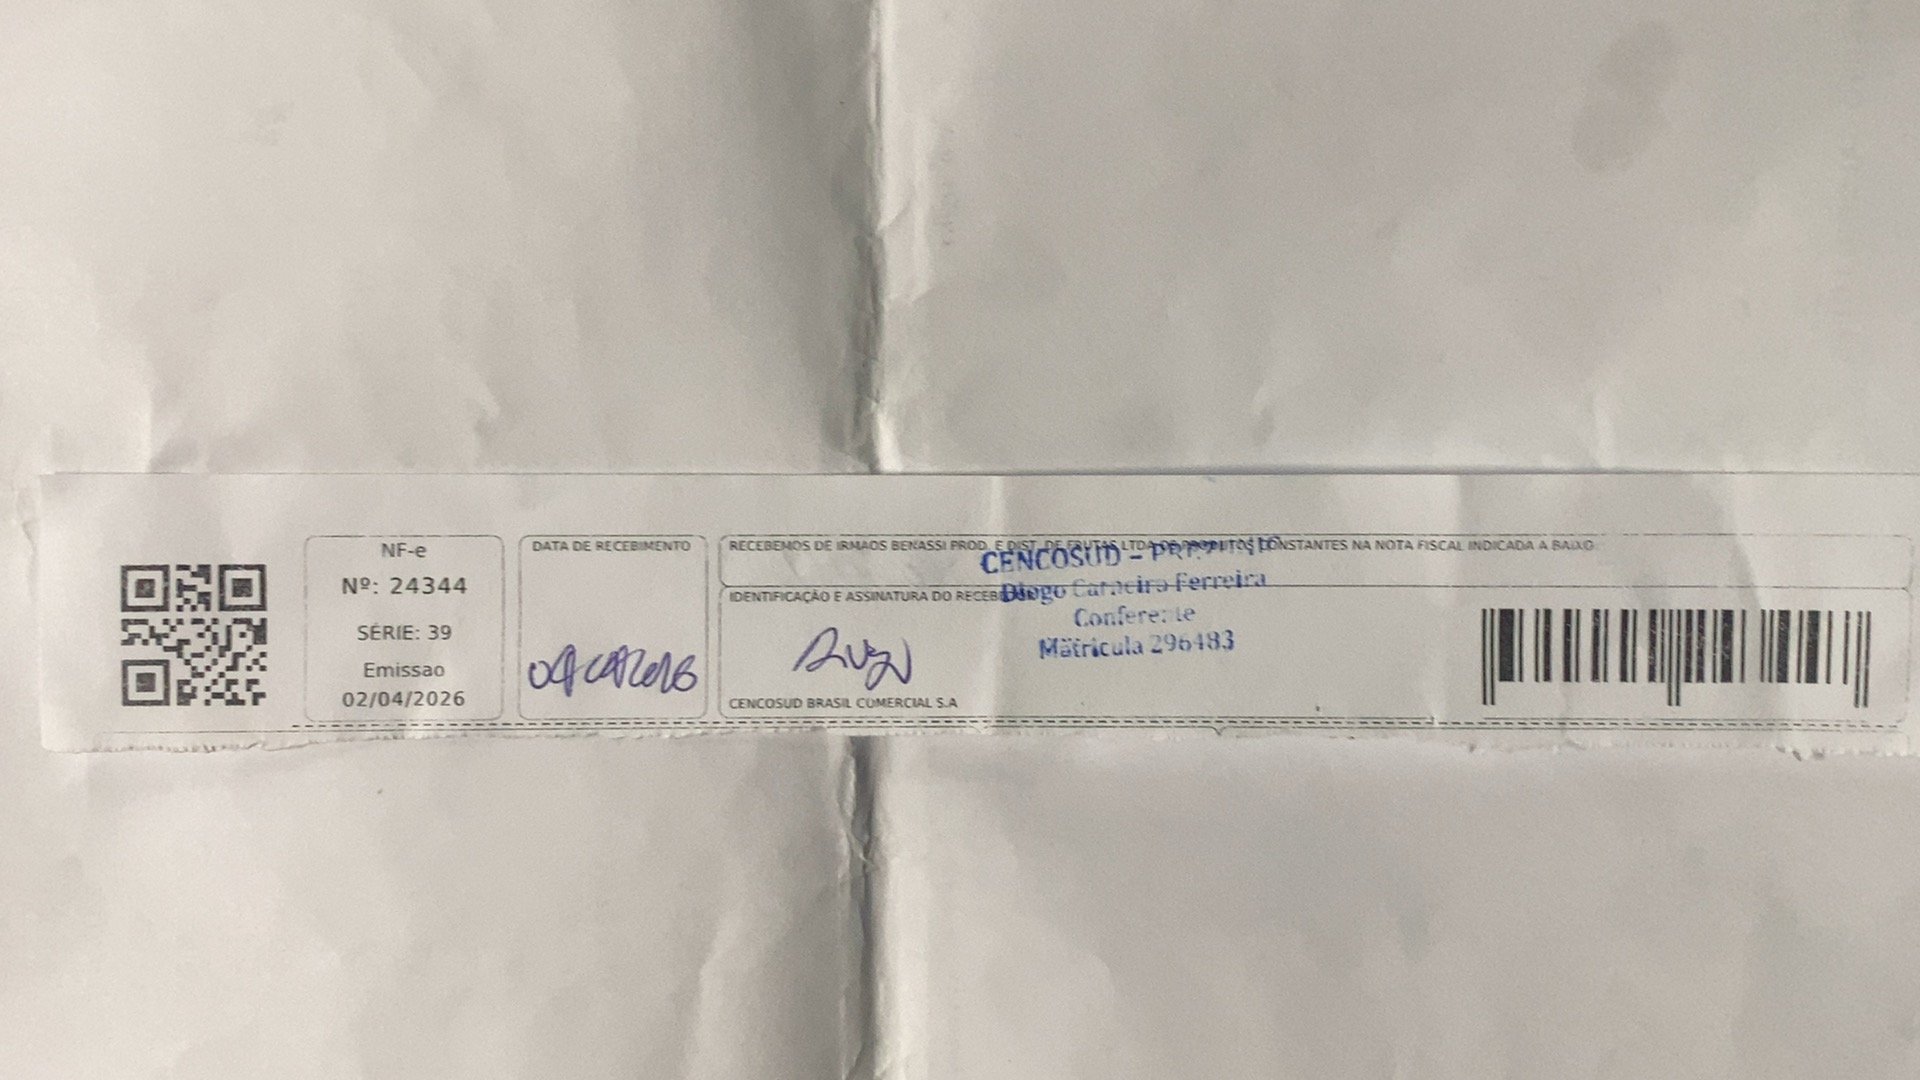 NF-e
Nº: 24344
SÉRIE: 39
Emissao
02/04/2026
DATA DE RECEBIMENTO
RECEBEMOS DE IRMAOS BENASSI PROD. E DIST. DE FRUTAS LTDA OS PRODUTOS CONSTANTES NA NOTA FISCAL INDICADA A BAIXO
IDENTIFICAÇÃO E ASSINATURA DO
CENCOSUD BRASIL COMERCIAL S.A
CENCOSUD -
Diogo Ferreira
Conferente
Matrícula 296483